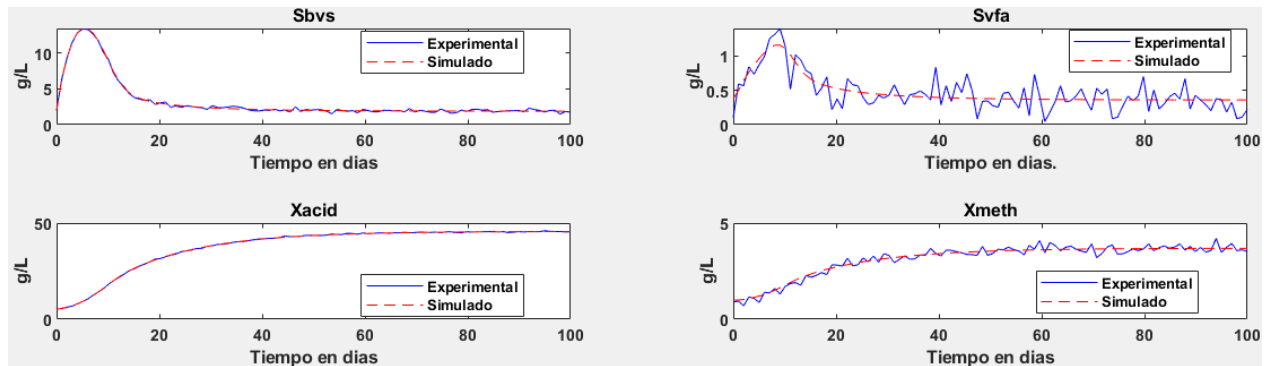 Sbvs
g/L
10
5
0
Experimental
Simulado
0 20 40 60 80 100
Tiempo en dias
Svfa
g/L
1
0.5
0
Experimental
Simulado
0 20 40 60 80 100
Tiempo en dias.
Xacid
g/L
50
0
Experimental
Simulado
0 20 40 60 80 100
Tiempo en dias
Xmeth
g/L
5
0
Experimental
Simulado
0 20 40 60 80 100
Tiempo en dias